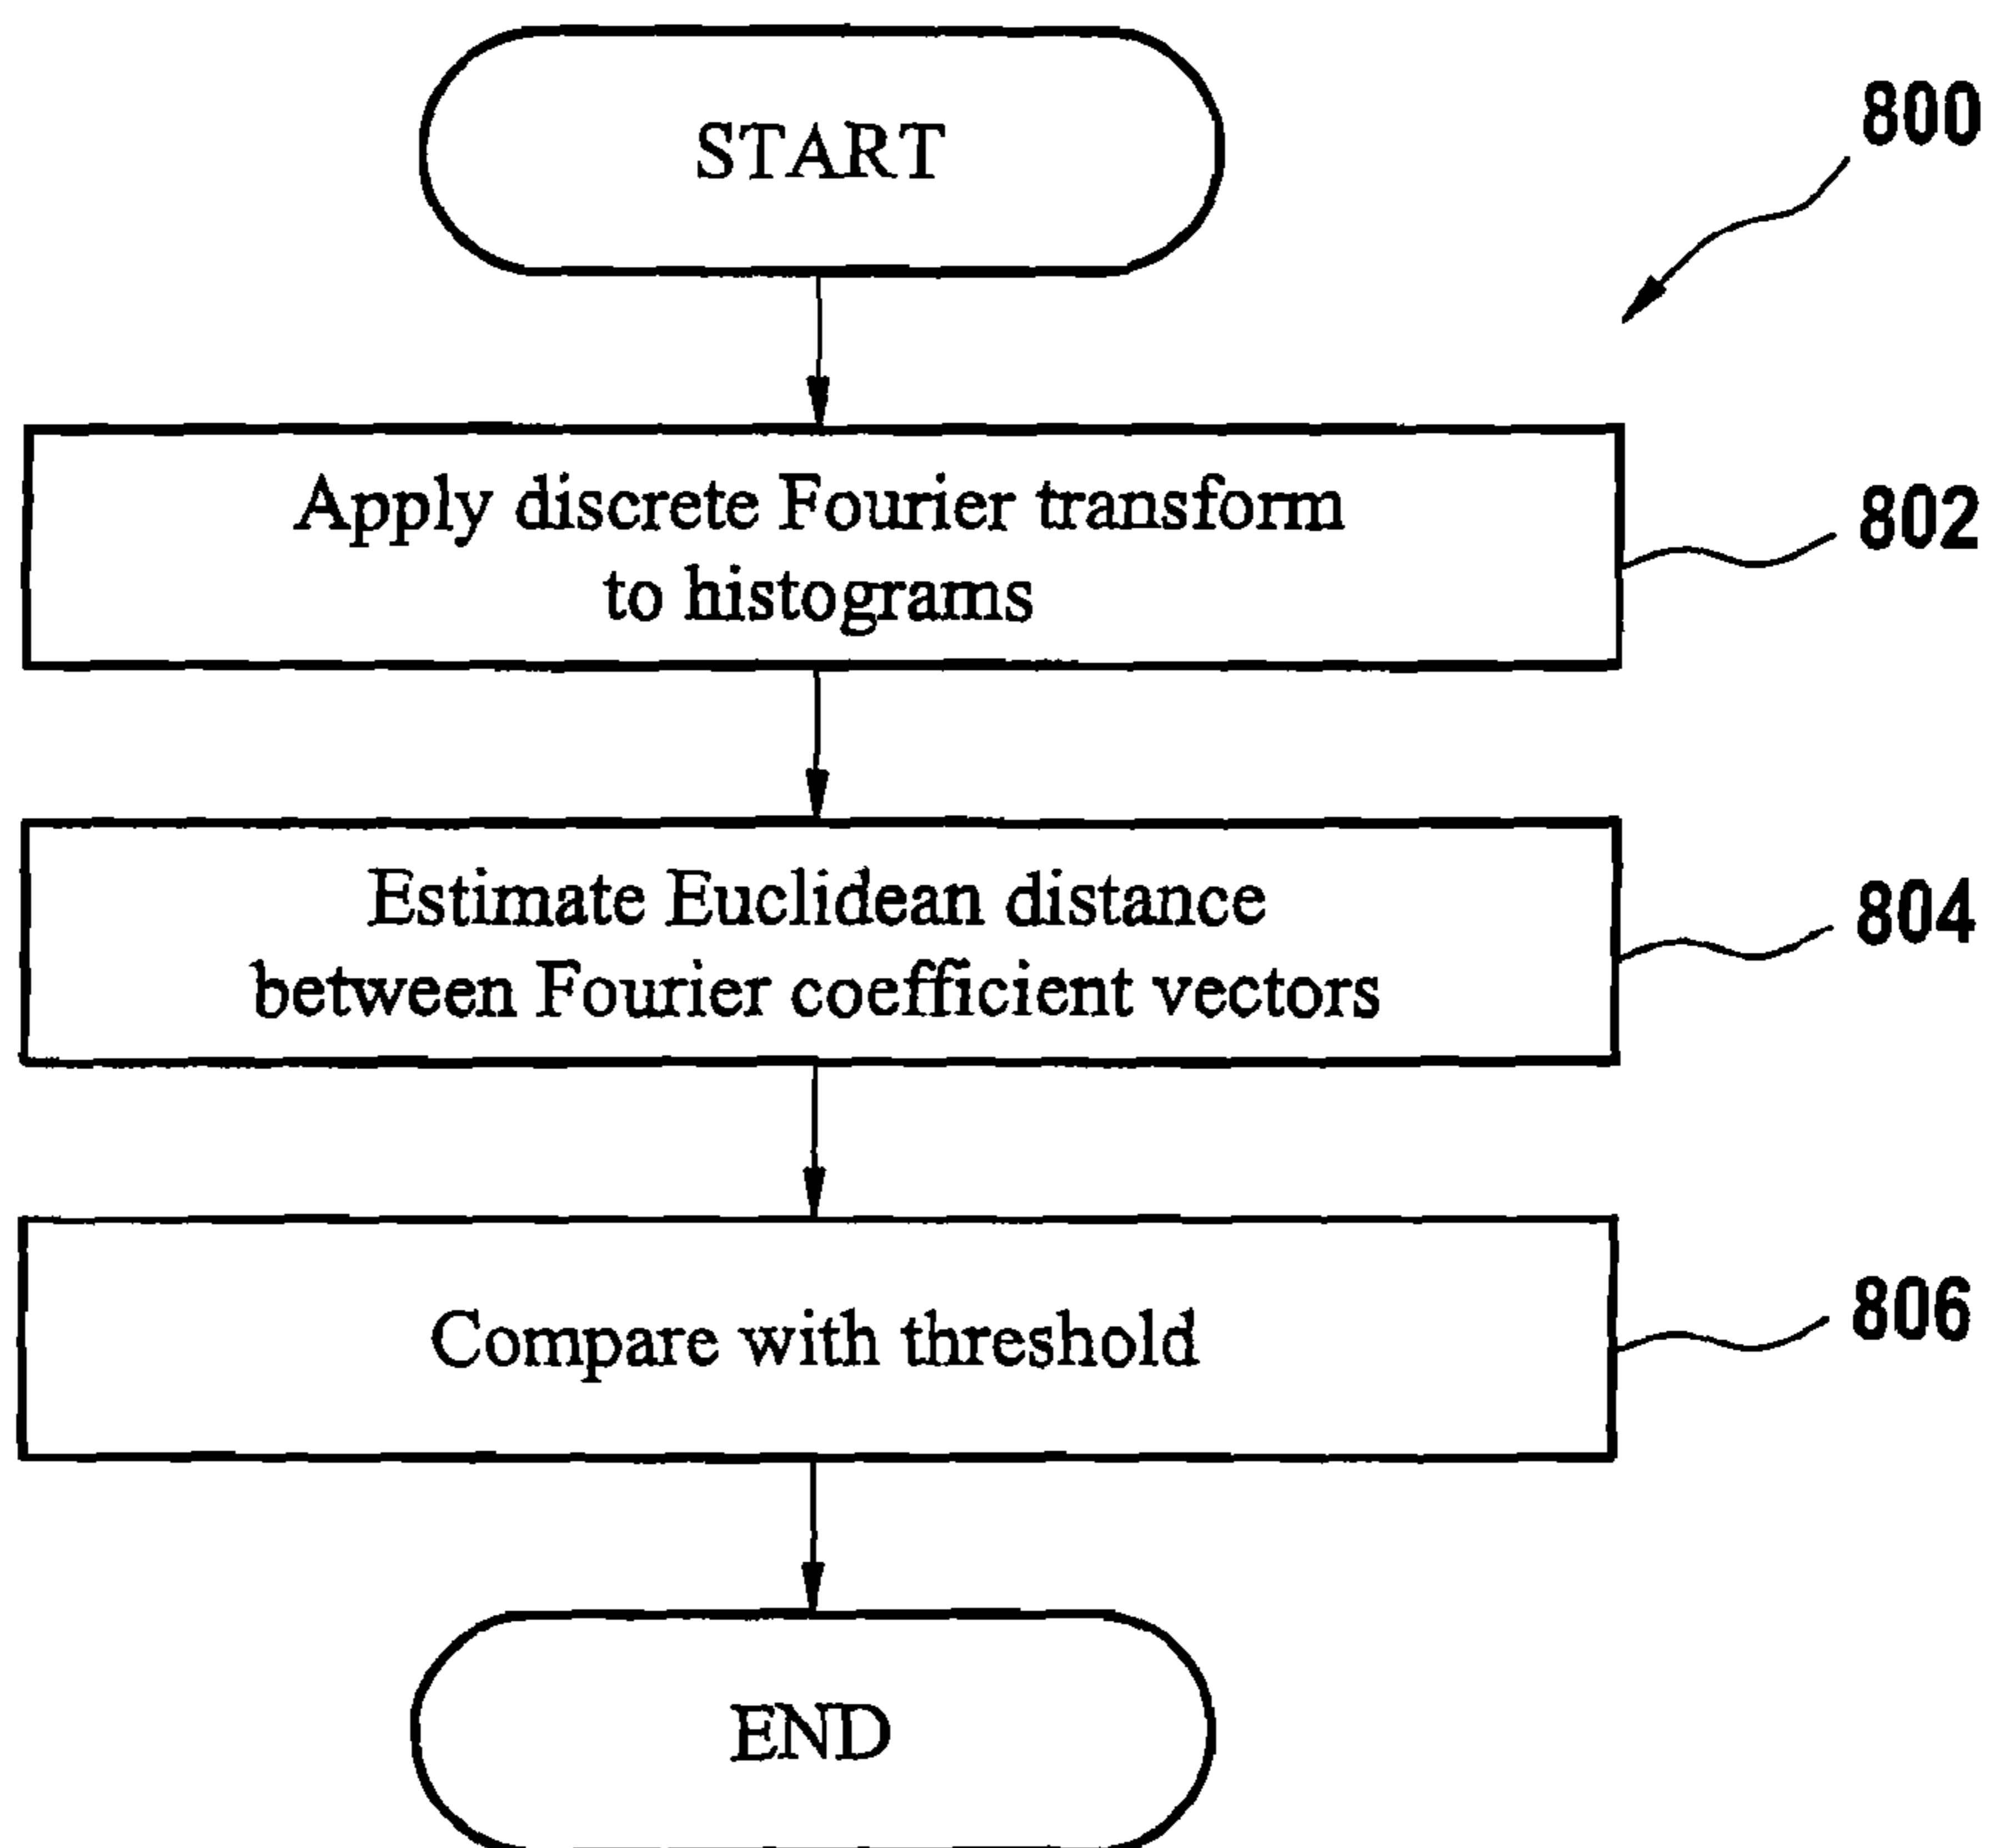 START
800
Apply discrete Fourier transform
to histograms
802
Estimate Euclidean distance
between Fourier coefficient vectors
804
Compare with threshold
806
END